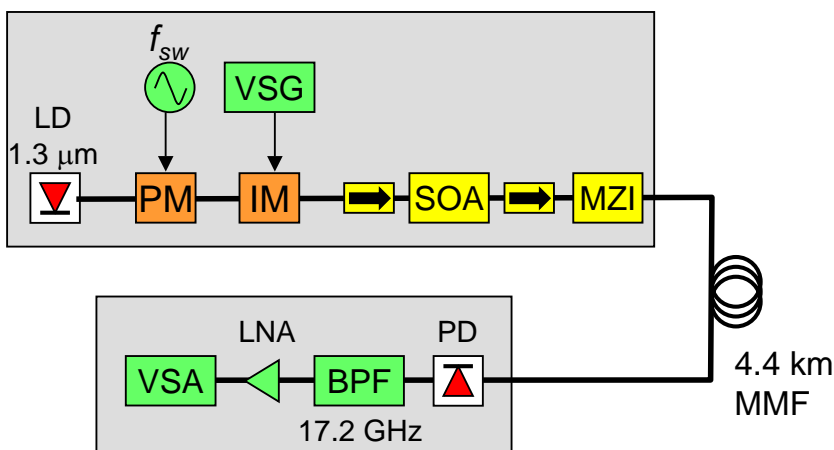 f_sw
VSG
LD
1.3 μm
PM
IM
SOA
MZI
LNA
PD
VSA
BPF
17.2 GHz
4.4 km
MMF